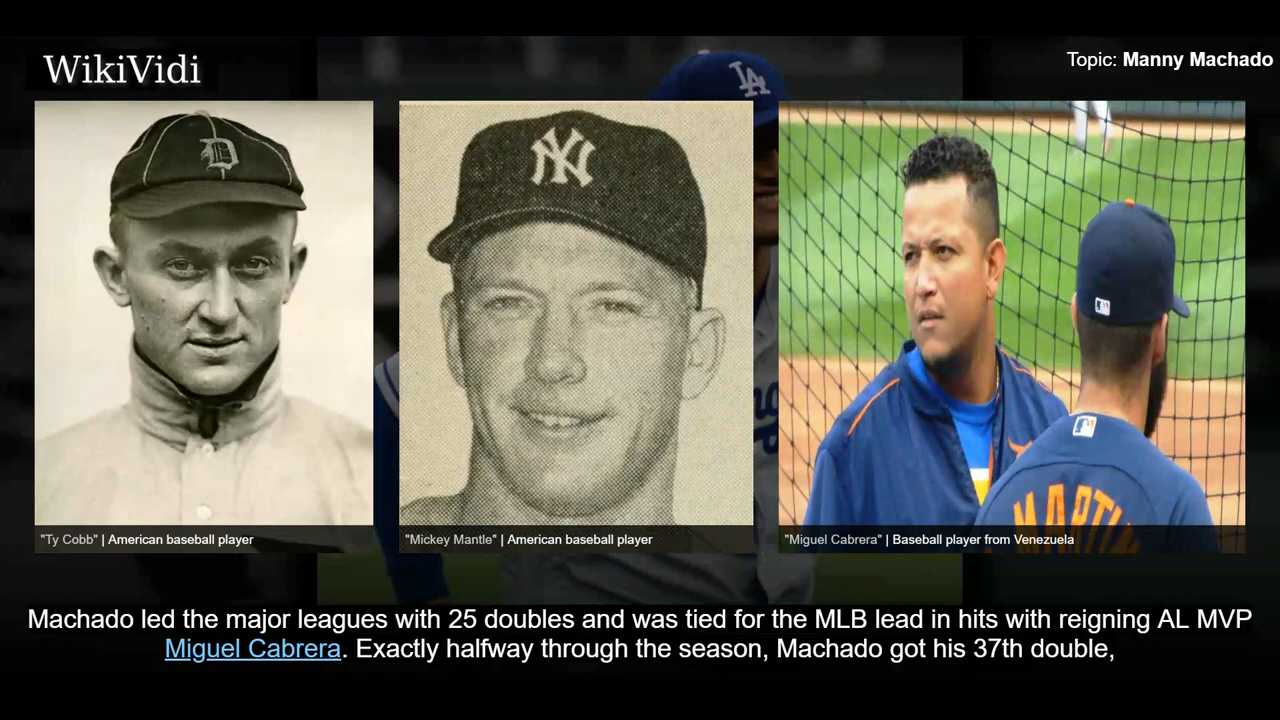 WikiVidi
Topic: Manny Machado
LA
D
NY
MARTIN
"Ty Cobb" | American baseball player
"Mickey Mantle" | American baseball player
"Miguel Cabrera" | Baseball player from Venezuela
Machado led the major leagues with 25 doubles and was tied for the MLB lead in hits with reigning AL MVP
Miguel Cabrera. Exactly halfway through the season, Machado got his 37th double,